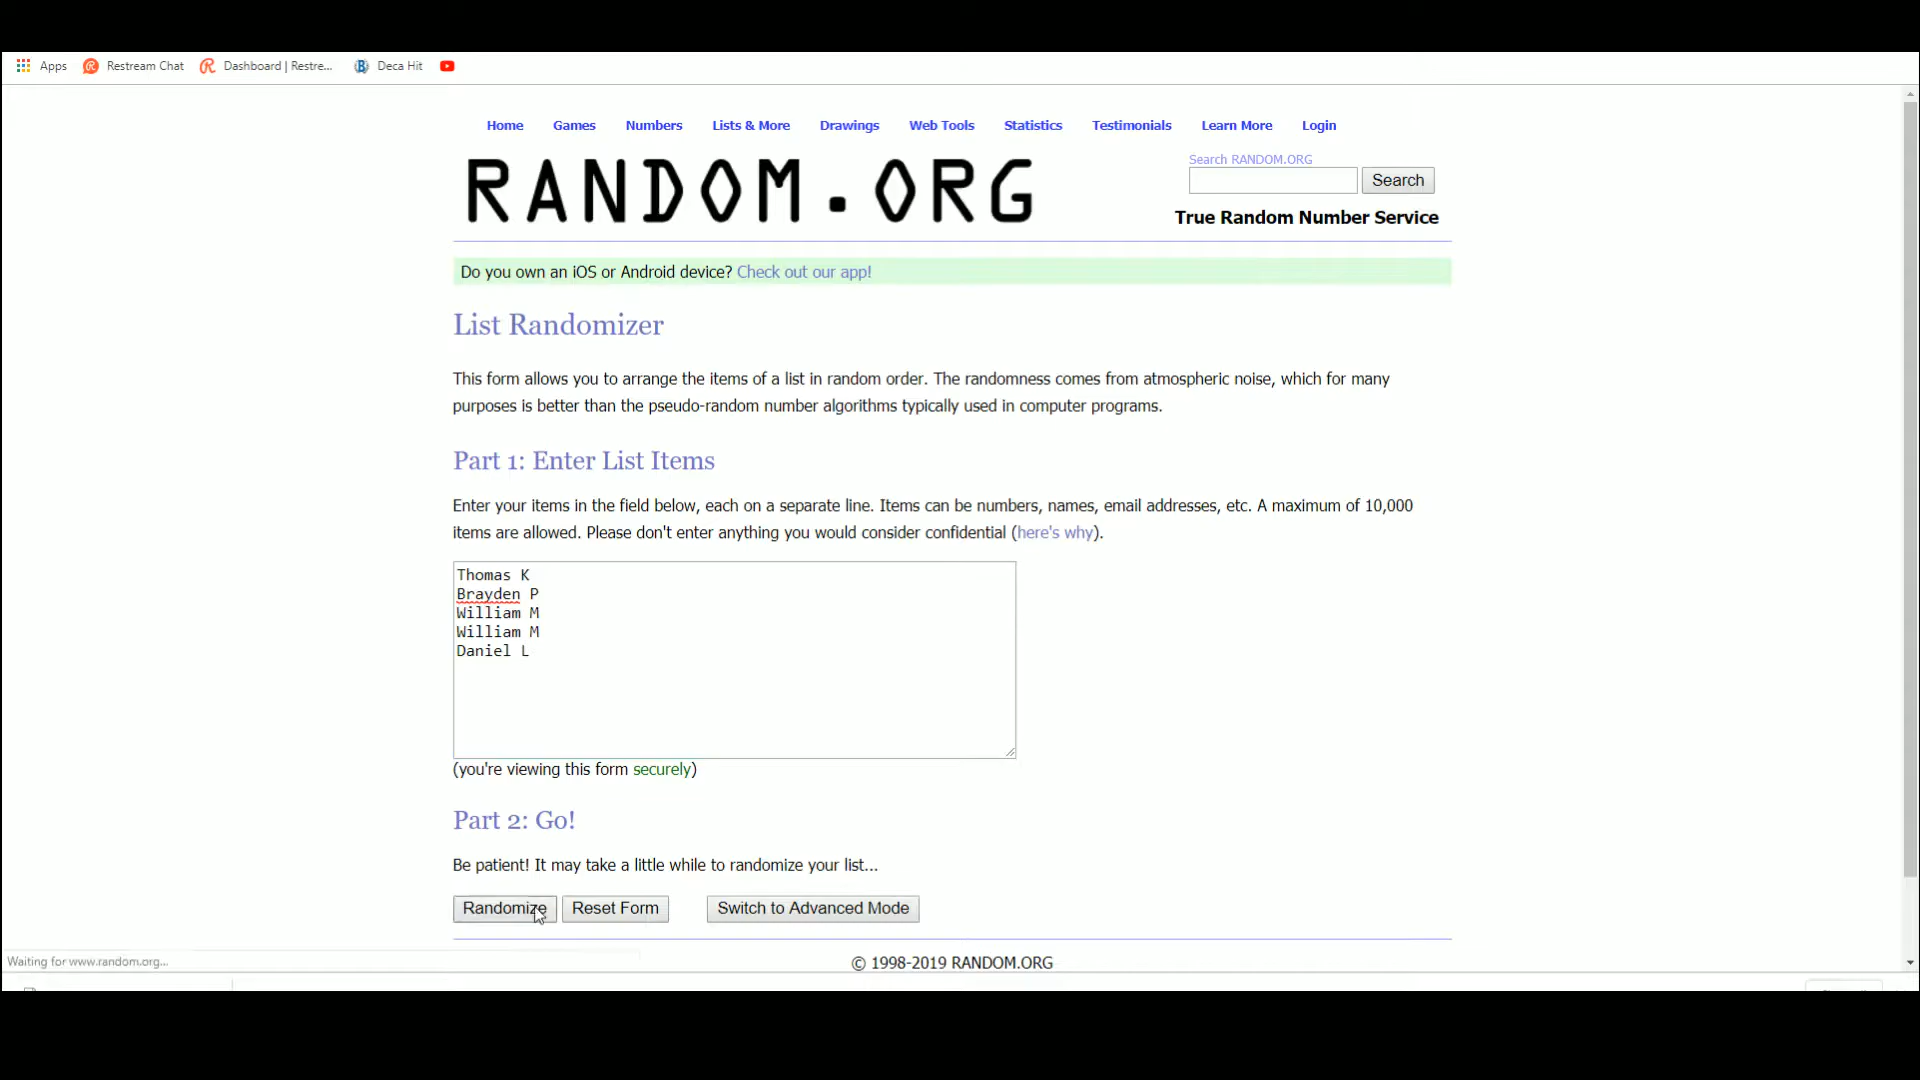 Apps Restream Chat Dashboard | Restre... Deca Hit
Home Games Numbers Lists & More Drawings Web Tools Statistics Testimonials Learn More Login
RANDOM.ORG
Search RANDOM.ORG
Search
True Random Number Service
Do you own an iOS or Android device? Check out our app!
List Randomizer
This form allows you to arrange the items of a list in random order. The randomness comes from atmospheric noise, which for many
purposes is better than the pseudo-random number algorithms typically used in computer programs.
Part 1: Enter List Items
Enter your items in the field below, each on a separate line. Items can be numbers, names, email addresses, etc. A maximum of 10,000
items are allowed. Please don't enter anything you would consider confidential (here's why).
Thomas K
Brayden P
William M
William M
Daniel L
(you're viewing this form securely)
Part 2: Go!
Be patient! It may take a little while to randomize your list...
Randomize Reset Form Switch to Advanced Mode
Waiting for www.random.org...
© 1998-2019 RANDOM.ORG